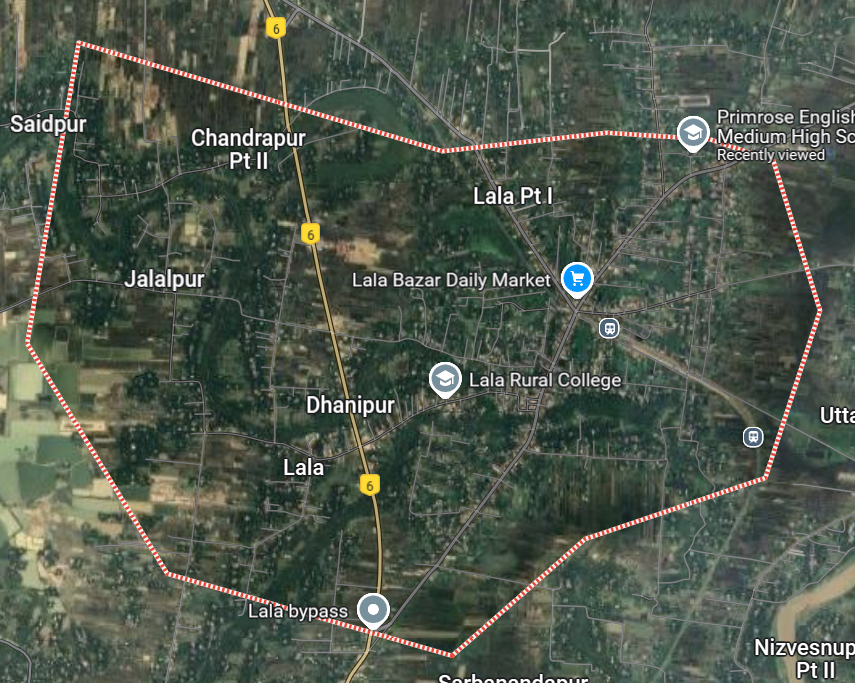 6
Primrose English
Medium High Sc
Recently viewed
Saidpur
Chandrapur
Pt II
Lala Pt I
6
Jalalpur
Lala Bazar Daily Market
Lala Rural College
Dhanipur
Utta
Lala
6
Lala bypass
Nizvesnup
Pt II
Sarbanandapur